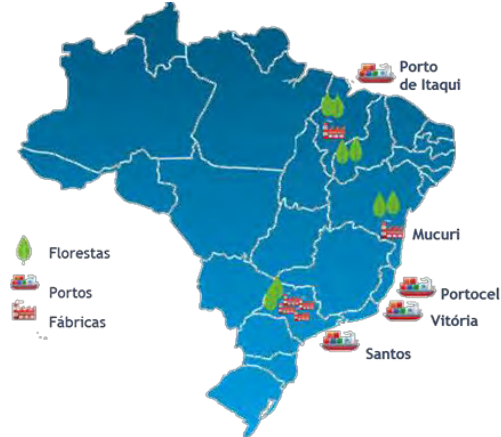 Porto
de Itaqui
Mucuri
Florestas
Portos
Fábricas
Portocel
Vitória
Santos